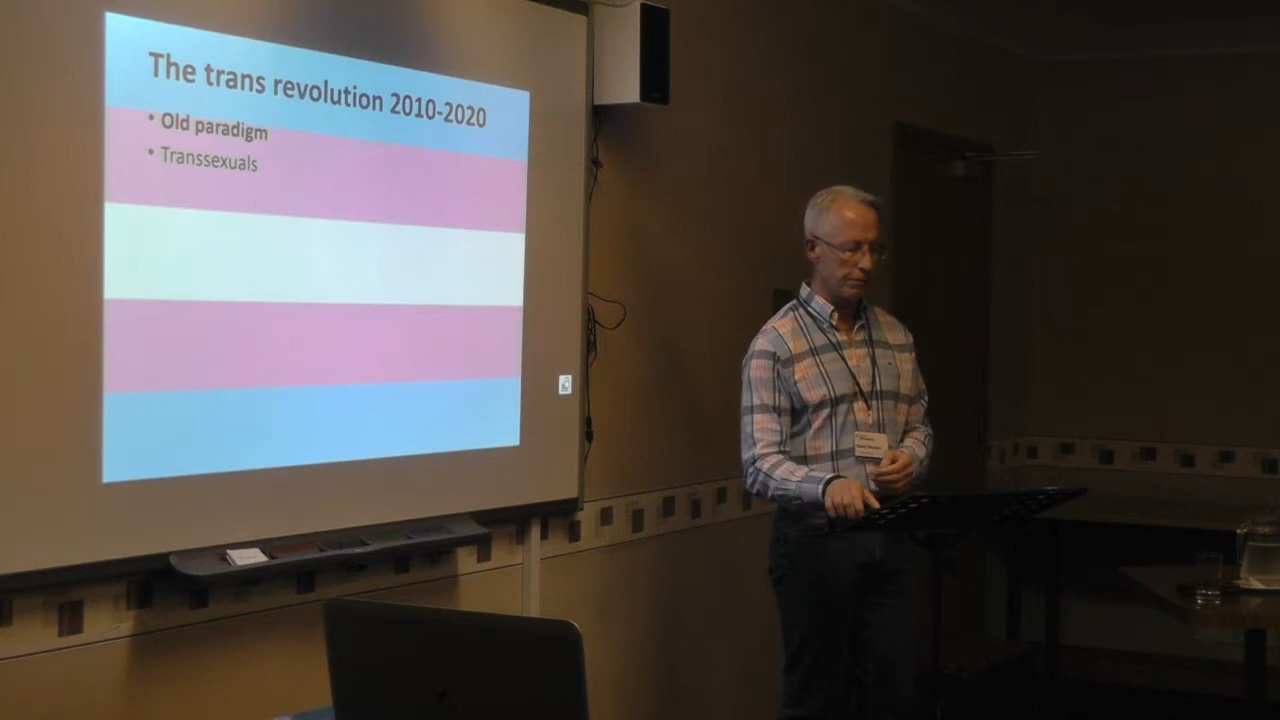 The trans revolution 2010-2020
• Old paradigm
• Transsexuals